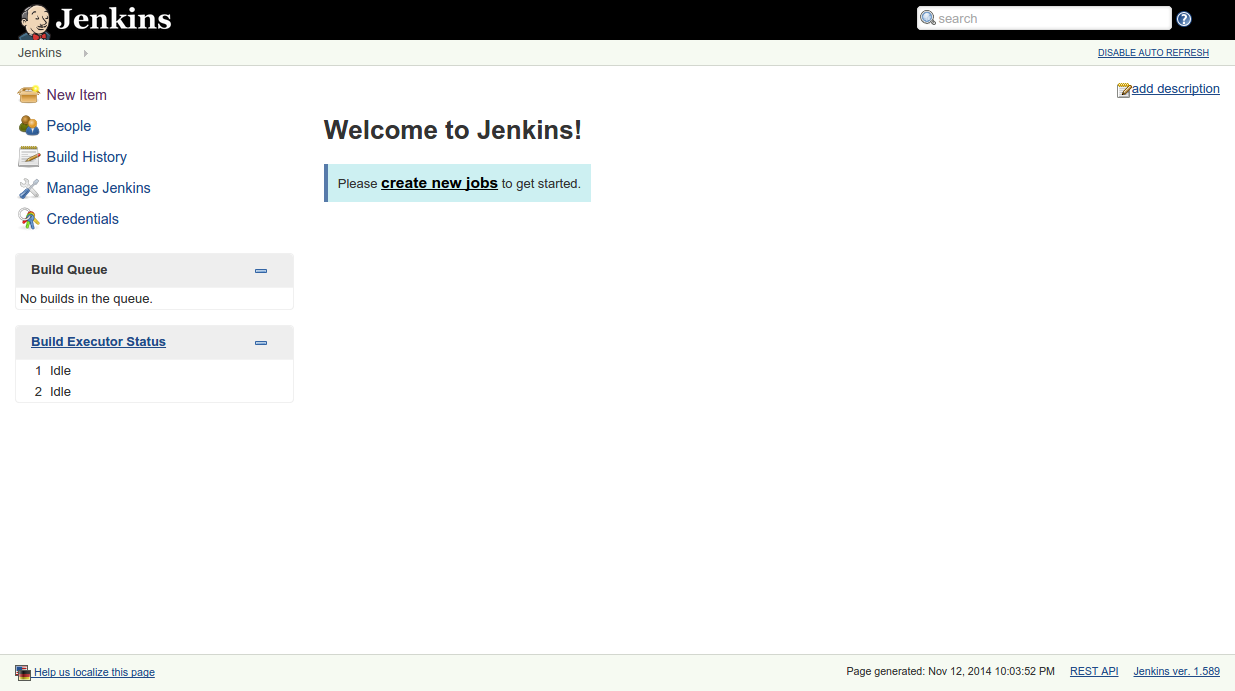 Jenkins
search
Jenkins
DISABLE AUTO REFRESH
New Item
People
Build History
Manage Jenkins
Credentials
Build Queue
No builds in the queue.
Build Executor Status
1 Idle
2 Idle
add description
Welcome to Jenkins!
Please create new jobs to get started.
Help us localize this page
Page generated: Nov 12, 2014 10:03:52 PM REST API Jenkins ver. 1.589